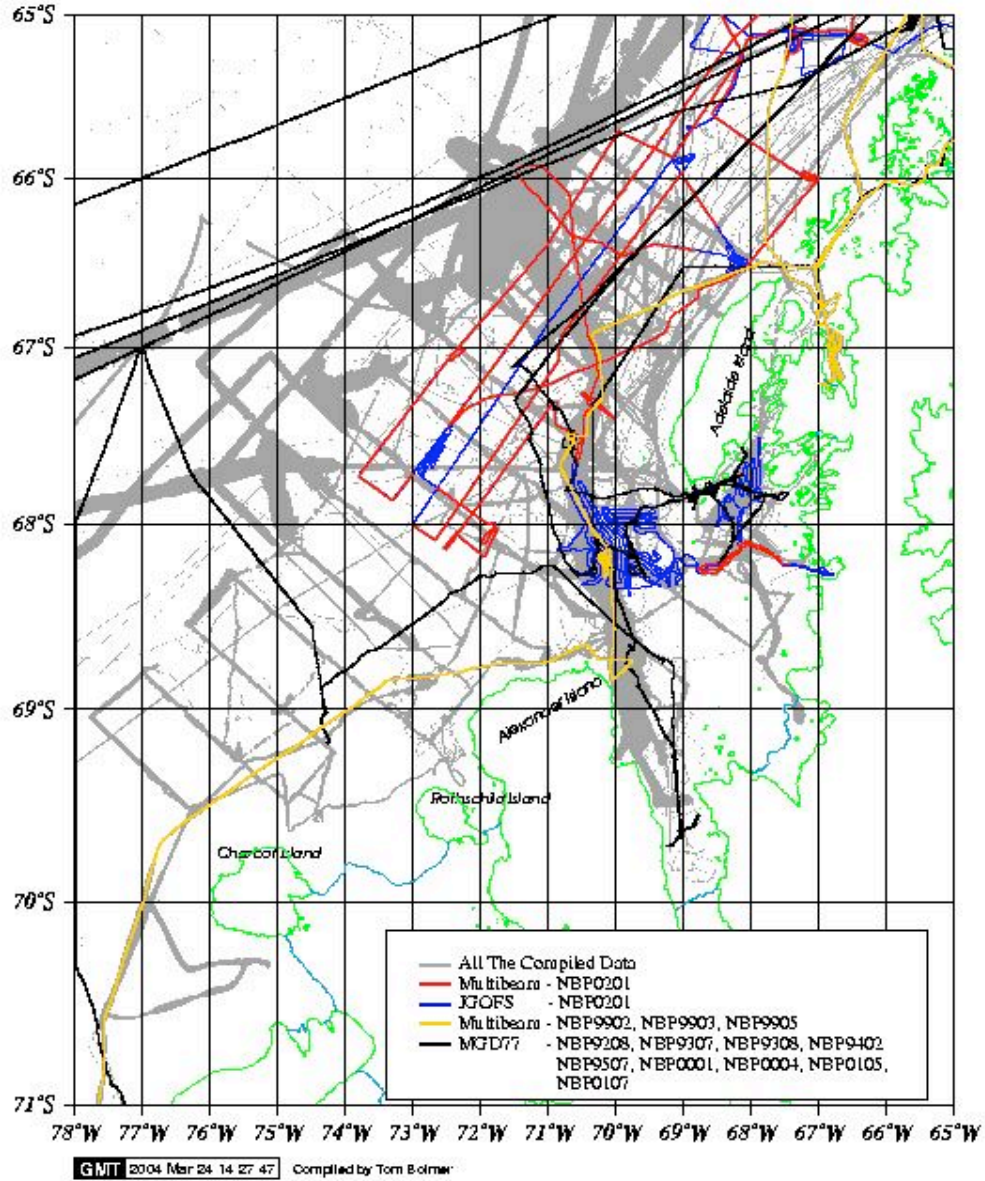 65°S
66°S
67°S
68°S
69°S
70°S
71°S
Adelaide Island
Alexander Island
Rothschild Island
Charcot Island
All The Compiled Data
Multibeam - NBP0201
JGOFS - NBP0201
Multibeam - NBP9902, NBP9903, NBP9905
MGD77 - NBP9208, NBP9307, NBP9308, NBP9402
NBP9507, NBP0001, NBP0004, NBP0105,
NBP0107
78°W 77°W 76°W 75°W 74°W 73°W 72°W 71°W 70°W 69°W 68°W 67°W 66°W 65°W
GMT 2004 Mar 24 14 27 47 Compiled by Tom Bolmer